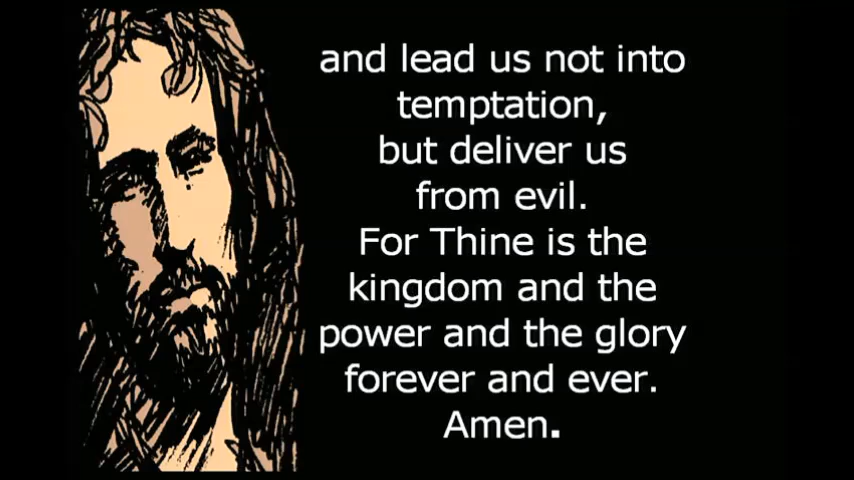 and lead us not into
temptation,
but deliver us
from evil.
For Thine is the
kingdom and the
power and the glory
forever and ever.
Amen.